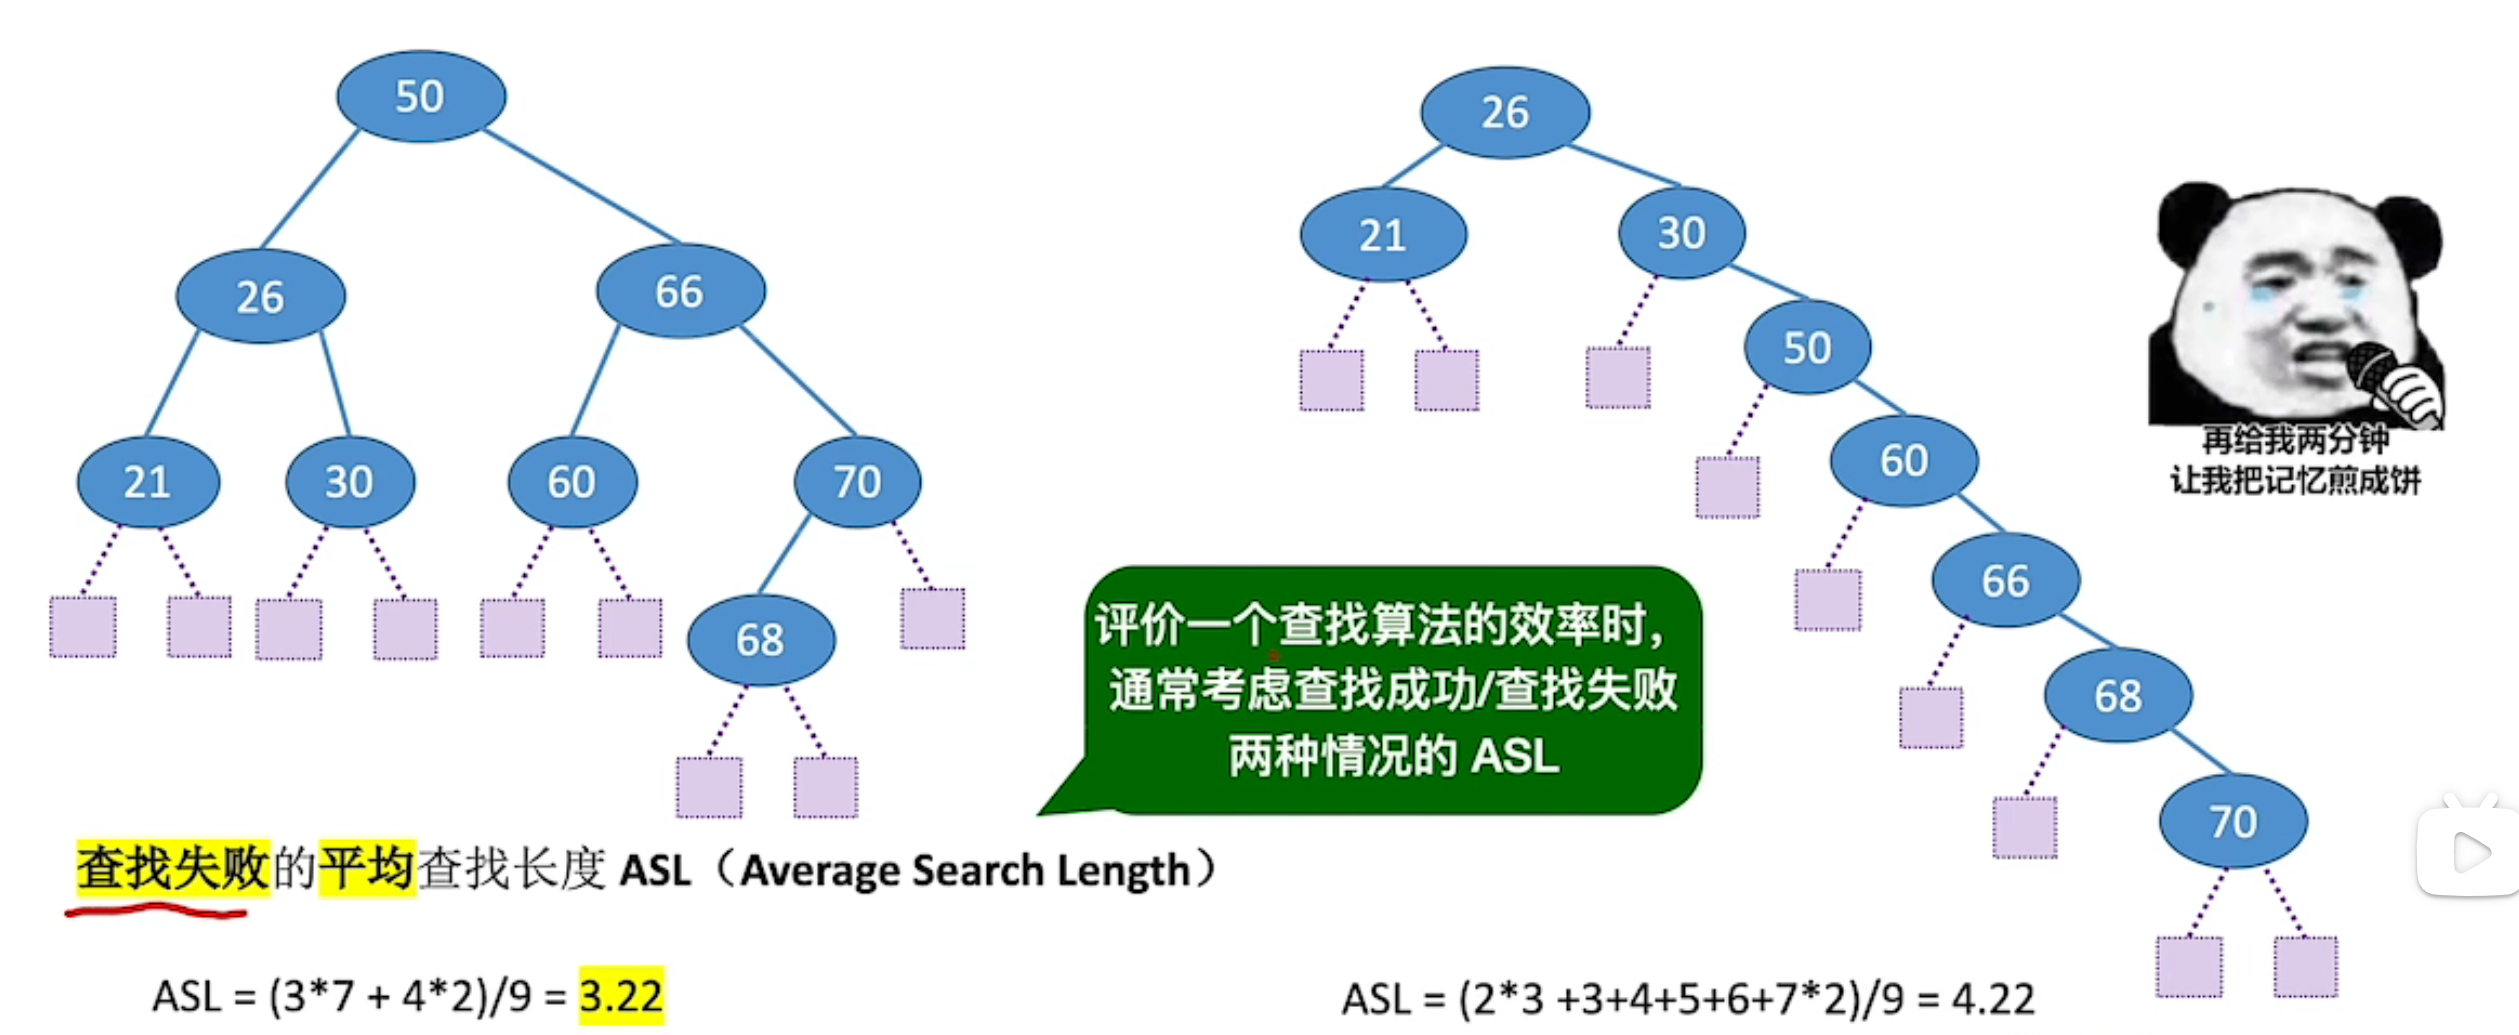 50
26
66
21
30
60
70
68
26
21
30
50
60
66
68
70
再给我两分钟
让我把记忆煎成饼
评价一个查找算法的效率时，
通常考虑查找成功/查找失败
两种情况的 ASL
查找失败的平均查找长度 ASL（Average Search Length）
ASL = (3*7 + 4*2)/9 = 3.22
ASL = (2*3 +3+4+5+6+7*2)/9 = 4.22